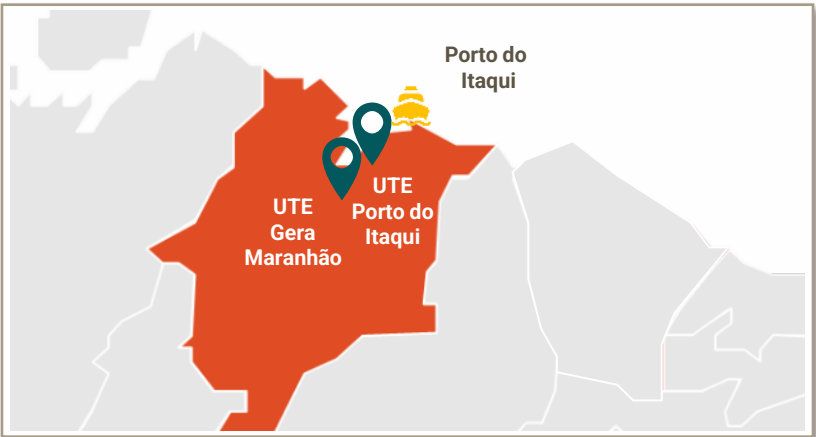 Porto do
Itaqui
UTE
Porto do
Itaqui
UTE
Gera
Maranhão